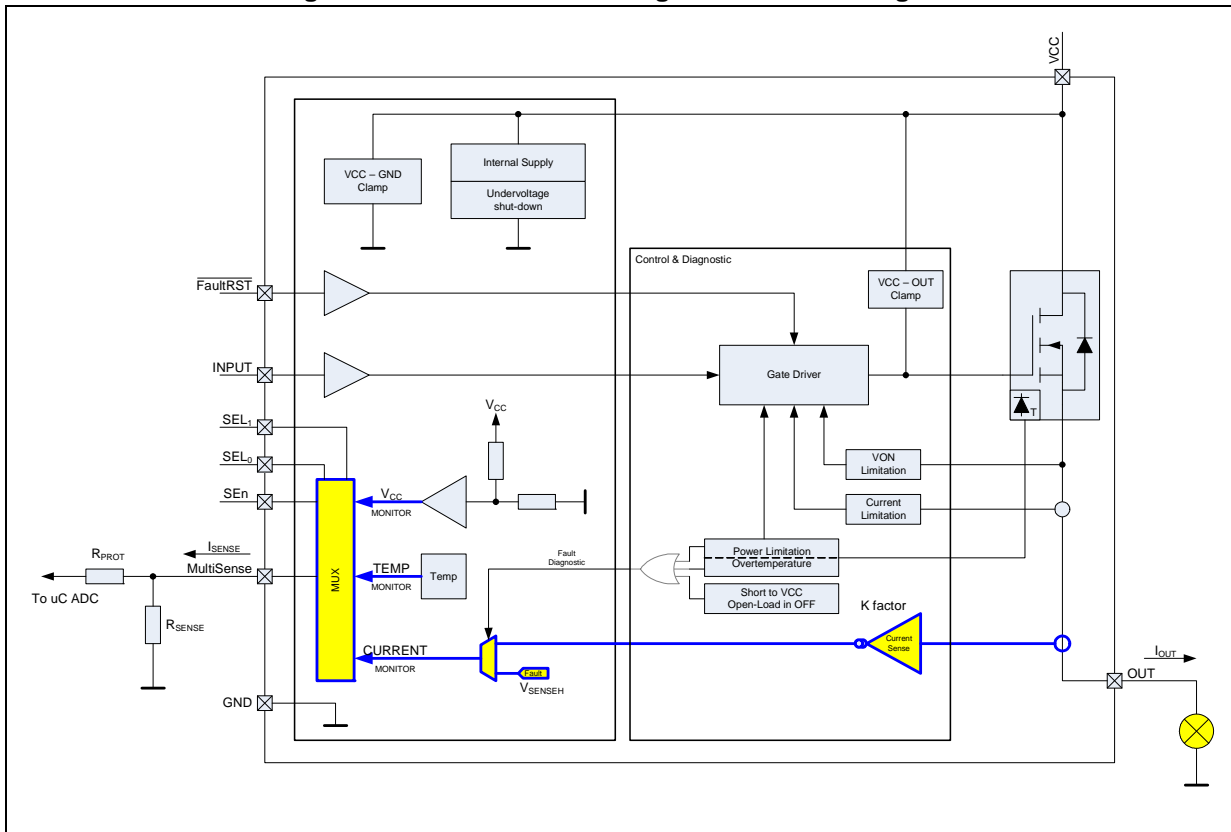 VCC
VCC – GND
Clamp
Internal Supply
Undervoltage
shut-down
Control & Diagnostic
FaultRST
VCC – OUT
Clamp
INPUT
Gate Driver
T
SEL1
VCC
SEL0
VON
Limitation
SEn
VCC
MONITOR
Current
Limitation
ISENSE
RPROT
MultiSense
MUX
TEMP
MONITOR
Temp
Fault
Diagnostic
Power Limitation
Overtemperature
To uC ADC
Short to VCC
Open-Load in OFF
K factor
RSENSE
CURRENT
MONITOR
Current
Sense
Fault
VSENSEH
IOUT
OUT
GND